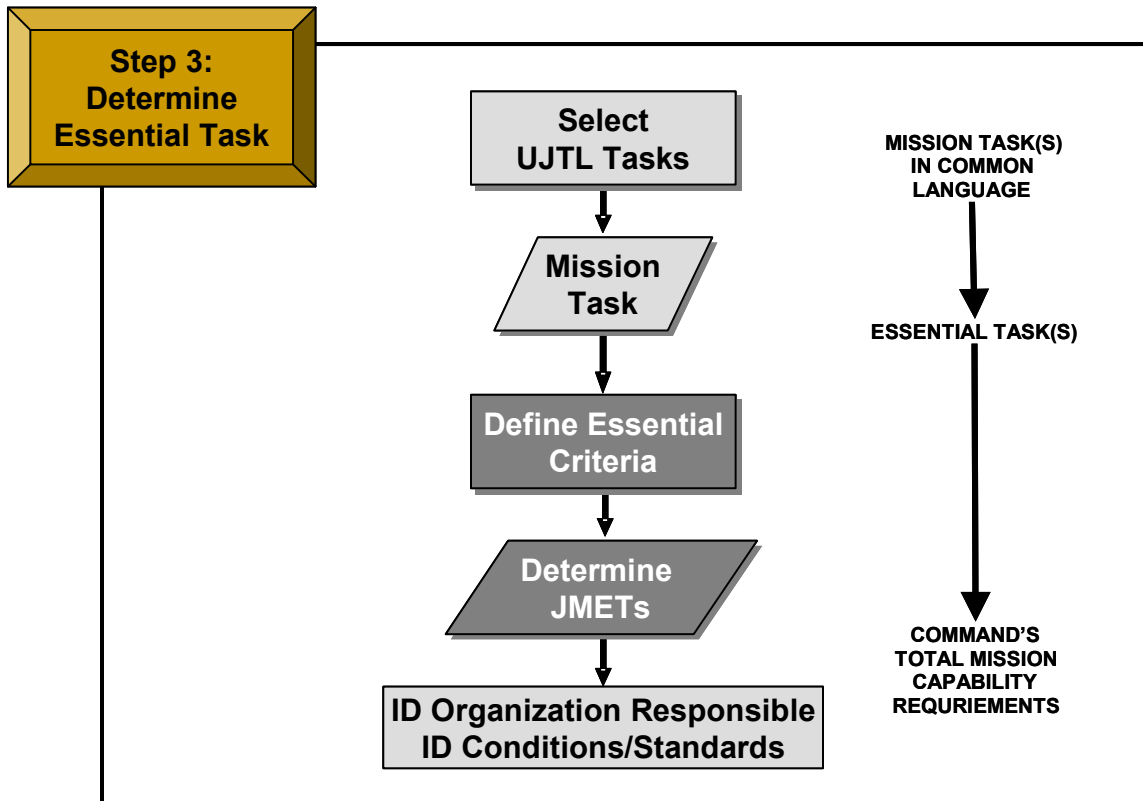 Step 3:
Determine
Essential Task
Select
UJTL Tasks
Mission
Task
Define Essential
Criteria
Determine
JMETs
ID Organization Responsible
ID Conditions/Standards
MISSION TASK(S)
IN COMMON
LANGUAGE
ESSENTIAL TASK(S)
COMMAND'S
TOTAL MISSION
CAPABILITY
REQURIEMENTS